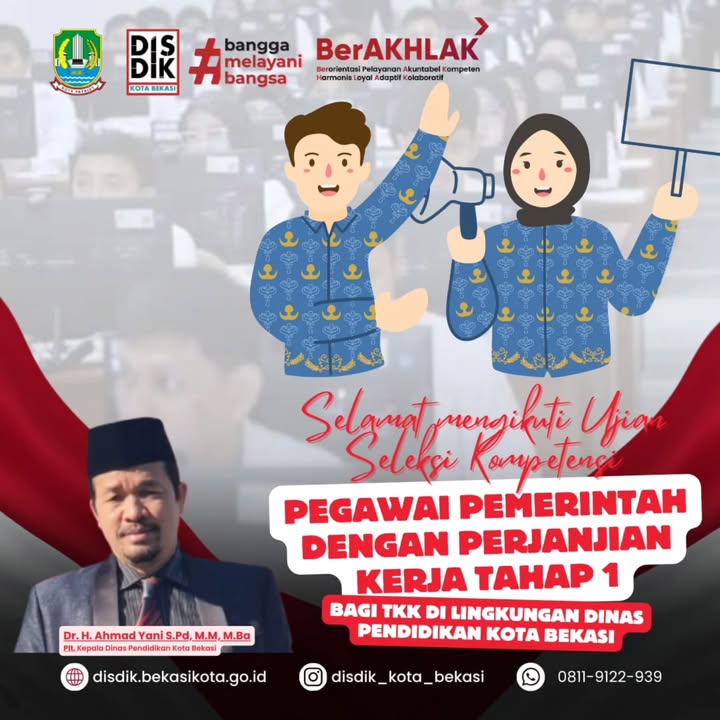 KOTA PATRIOT
DIS
DIK
KOTA BEKASI
#bangga
melayani
bangsa
BerAKHLAK
Berorientasi Pelayanan Akuntabel Kompeten
Harmonis Loyal Adaptif Kolaboratif
Selamat mengikuti Ujian
Seleksi Kompetensi
PEGAWAI PEMERINTAH
DENGAN PERJANJIAN
KERJA TAHAP 1
BAGI TKK DI LINGKUNGAN DINAS
PENDIDIKAN KOTA BEKASI
Dr. H. Ahmad Yani S.Pd, M.M, M.Ba
Plt. Kepala Dinas Pendidikan Kota Bekasi
disdik.bekasikota.go.id
disdik_kota_bekasi
0811-9122-939